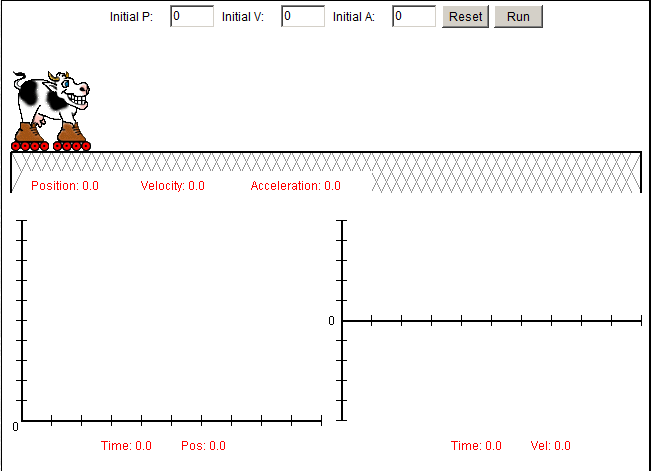 Initial P: 0 Initial V: 0 Initial A: 0 Reset Run
Position: 0.0 Velocity: 0.0 Acceleration: 0.0
0
0
Time: 0.0 Pos: 0.0 Time: 0.0 Vel: 0.0